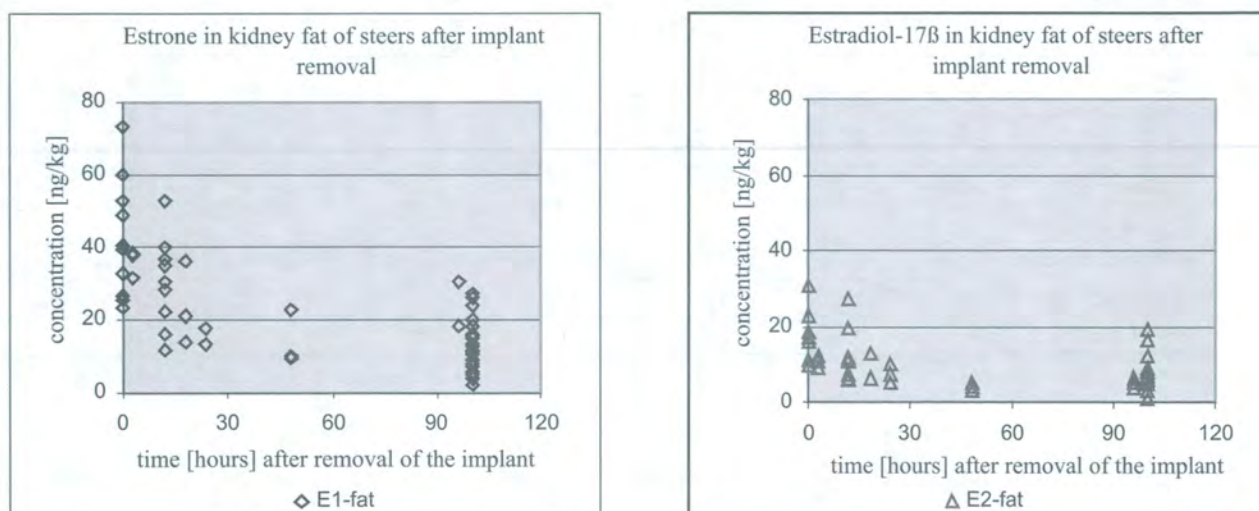 Estrone in kidney fat of steers after implant
removal
80
60
40
20
0
concentration [ng/kg]
0 30 60 90 120
time [hours] after removal of the implant
E1-fat
Estradiol-17ß in kidney fat of steers after
implant removal
80
60
40
20
0
concentration [ng/kg]
0 30 60 90 120
time [hours] after removal of the implant
E2-fat